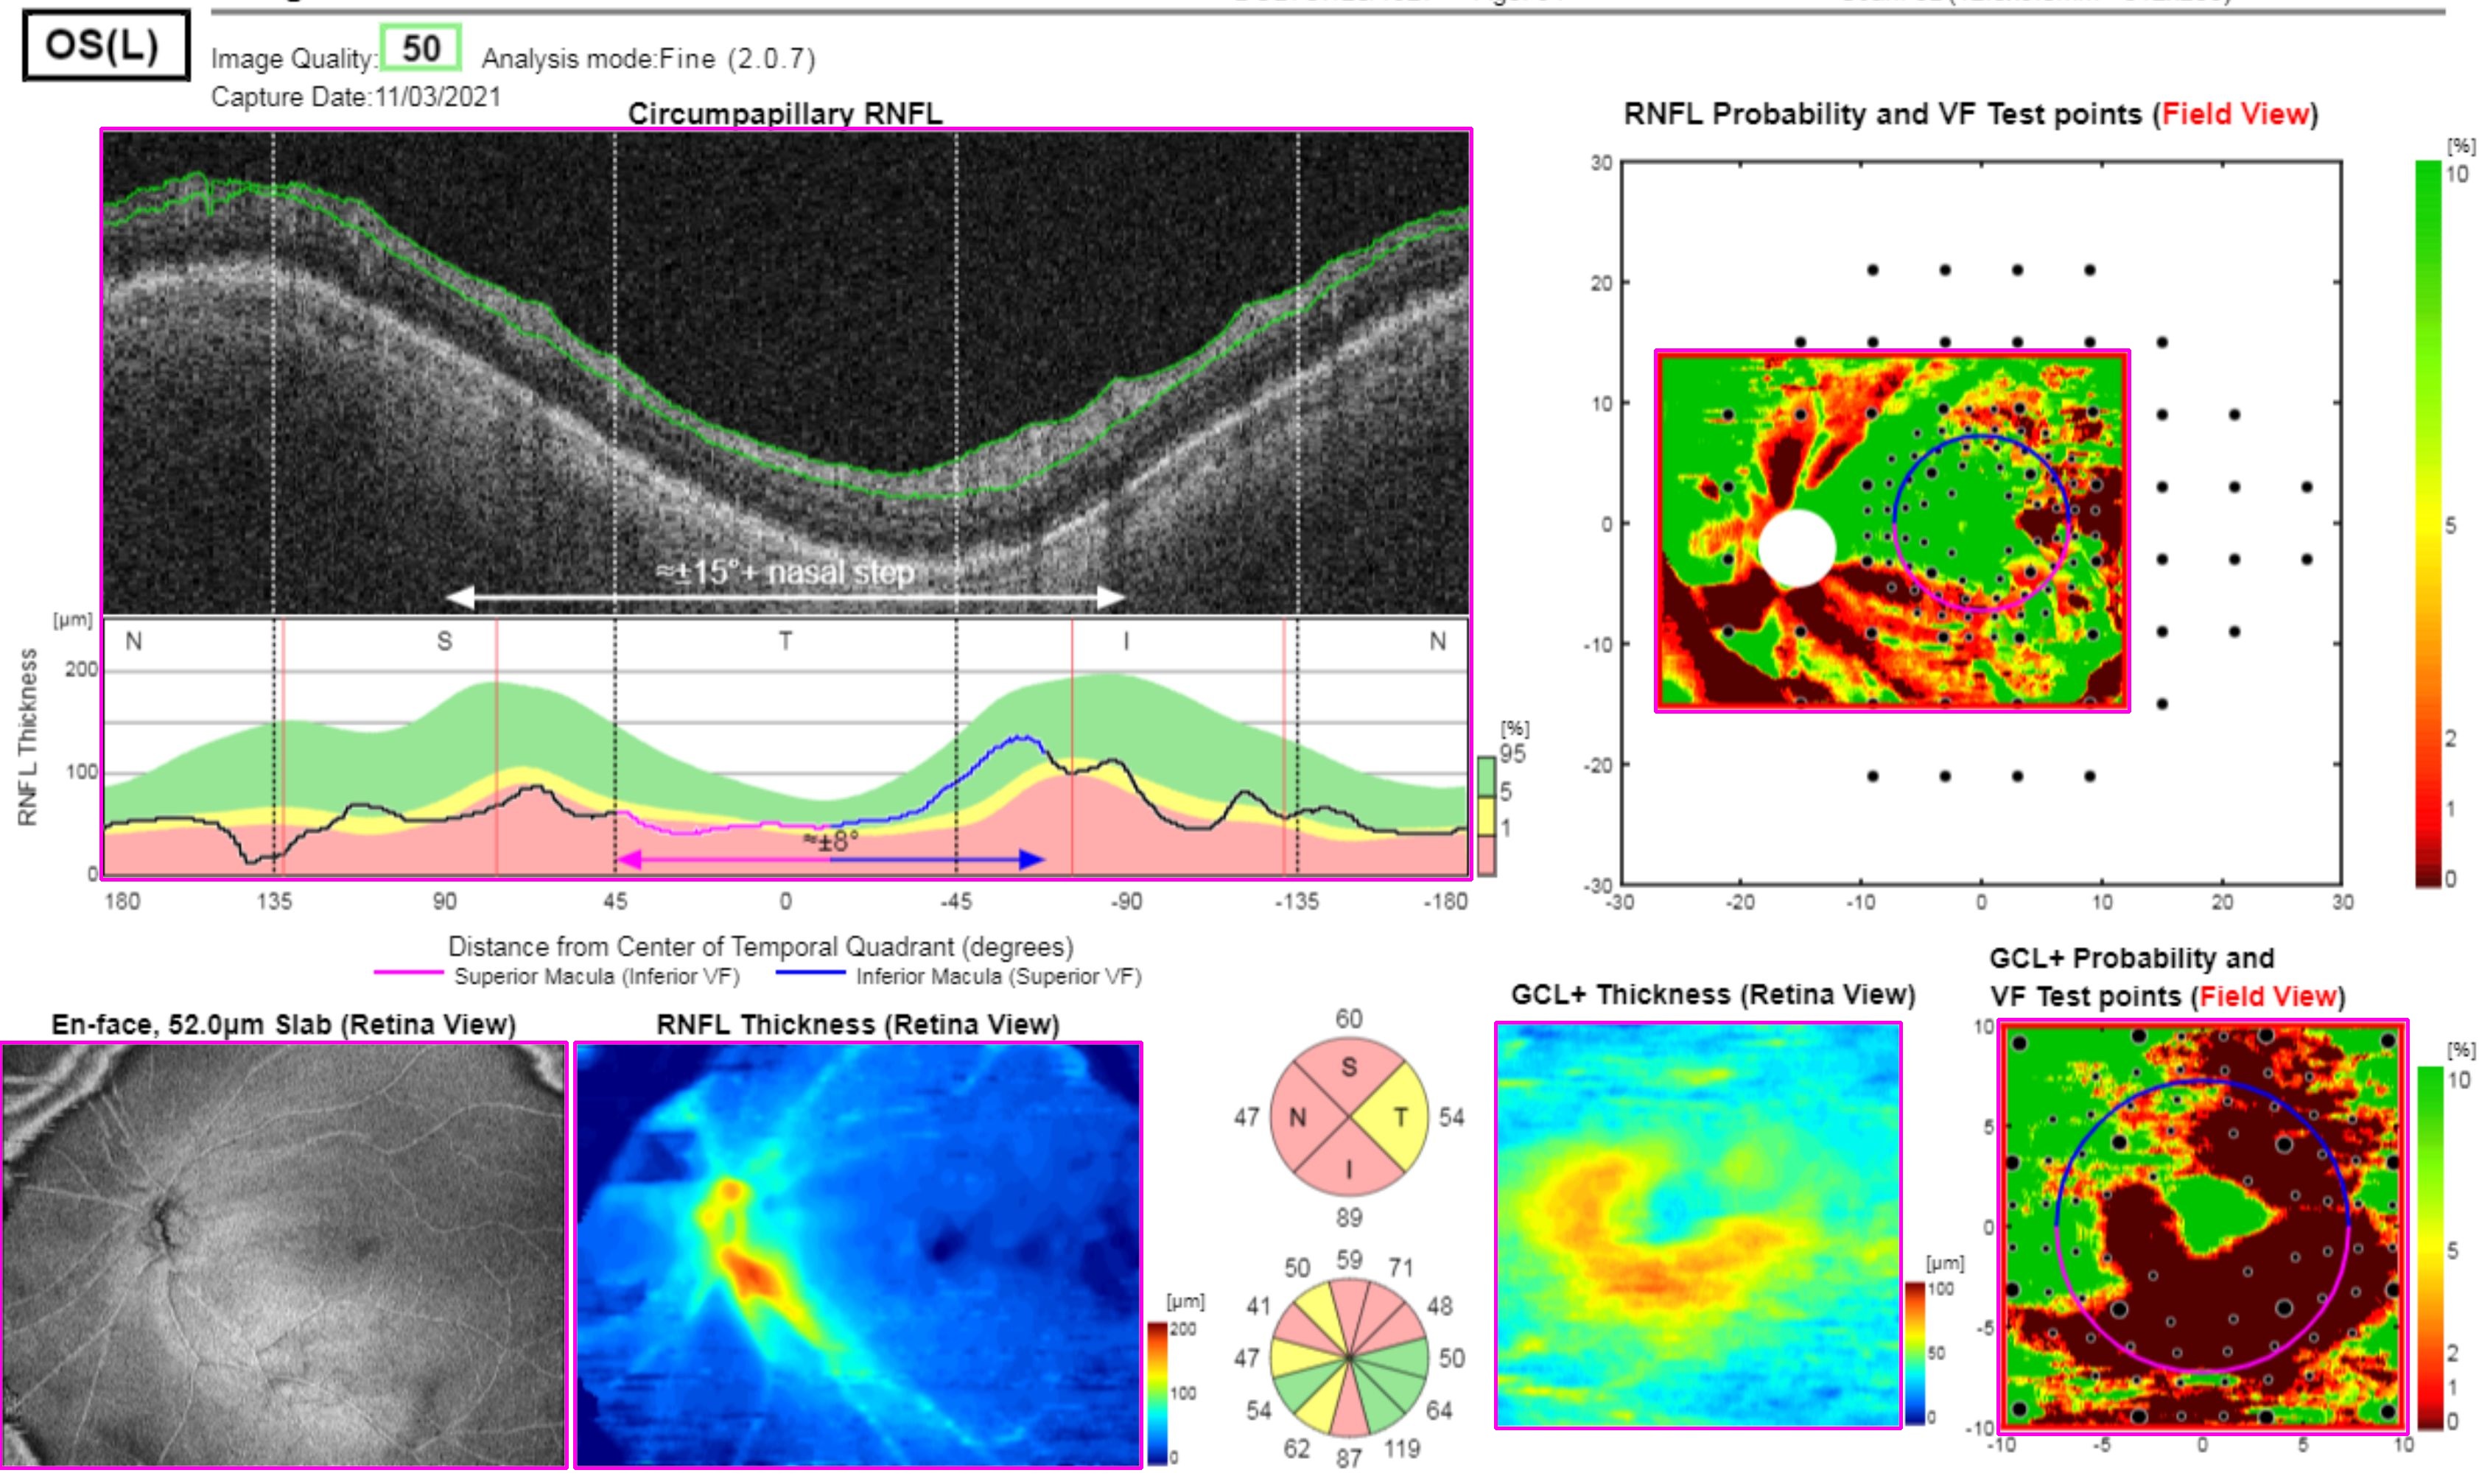 OS(L)
Image Quality: 50 Analysis mode:Fine (2.0.7)
Capture Date:11/03/2021
Circumpapillary RNFL
≈±15°+ nasal step
[µm]
N S T I N
200
100
0
RNFL Thickness
≈±8°
[%]
95
5
1
180 135 90 45 0 -45 -90 -135 -180
Distance from Center of Temporal Quadrant (degrees)
Superior Macula (Inferior VF) Inferior Macula (Superior VF)
RNFL Probability and VF Test points (Field View)
30
20
10
0
-10
-20
-30
-30 -20 -10 0 10 20 30
[%]
10
5
2
1
0
En-face, 52.0µm Slab (Retina View)
RNFL Thickness (Retina View)
[µm]
200
100
0
60
S
47 N T 54
I
89
50 59 71
41 48
47 50
54 64
62 87 119
GCL+ Thickness (Retina View)
[µm]
100
50
0
GCL+ Probability and
VF Test points (Field View)
10
5
0
-5
-10
-10 -5 0 5 10
[%]
10
5
2
1
0